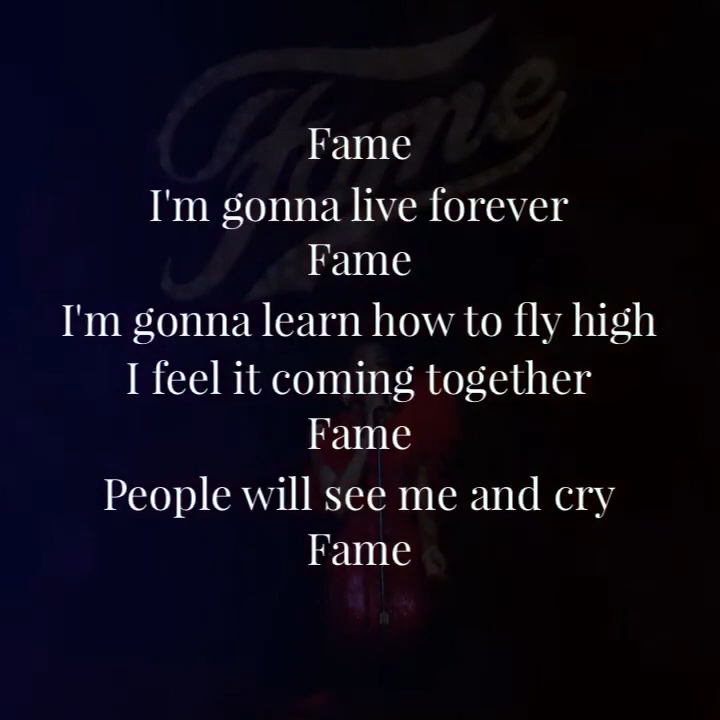 Fame
Fame
I'm gonna live forever
Fame
I'm gonna learn how to fly high
I feel it coming together
Fame
People will see me and cry
Fame